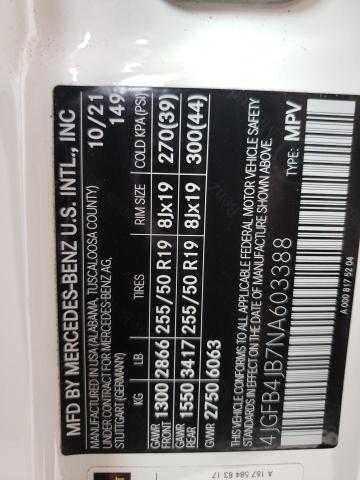 MFD BY MERCEDES-BENZ U.S. INTL., INC
MANUFACTURED IN USA (ALABAMA, TUSCALOOSA COUNTY)
UNDER CONTRACT OF MERCEDES-BENZ AG,
STUTTGART (GERMANY)
10/21
149
KG LB TIRES RIM SIZE COLD KPA(PSI)
GAWR FRONT 1300 2866 255/50 R19 8Jx19 270(39)
GAWR REAR 1550 3417 255/50 R19 8Jx19 300(44)
GVWR 2750 6063
THIS VEHICLE CONFORMS TO ALL APPLICABLE FEDERAL MOTOR VEHICLE SAFETY
STANDARDS IN EFFECT ON THE DATE OF MANUFACTURE SHOWN ABOVE.
4JGFB4JB7NA603388 TYPE: MPV
A 000 817 52 04
A 167 584 83 17